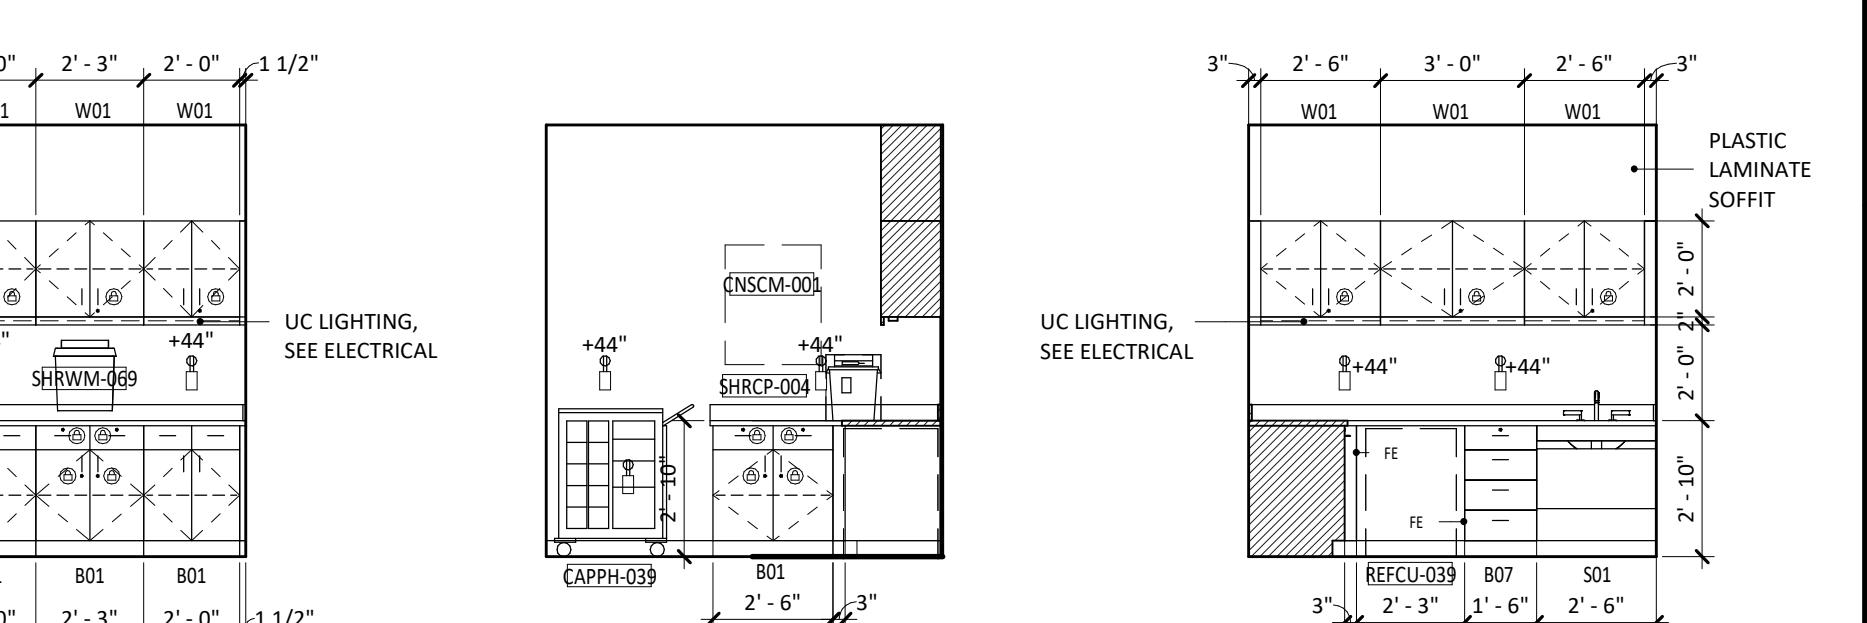 0"
2' - 3"
2' - 0"
1 1/2"
3"
2' - 6"
3' - 0"
2' - 6"
3"
1
W01
W01
W01
W01
W01
PLASTIC
LAMINATE
SOFFIT
2' - 0"
CNSCM-001
UC LIGHTING,
SEE ELECTRICAL
UC LIGHTING,
SEE ELECTRICAL
2"
"
+44"
+44"
+44"
+44"
+44"
2' - 0"
SHRWM-069
SHRCP-004
FE
2' - 10"
2' - 10"
FE
B01
B01
CAPPH-039
B01
REFCU-039
B07
S01
0"
2' - 3"
2' - 0"
1 1/2"
2' - 6"
3"
3"
2' - 3"
1' - 6"
2' - 6"